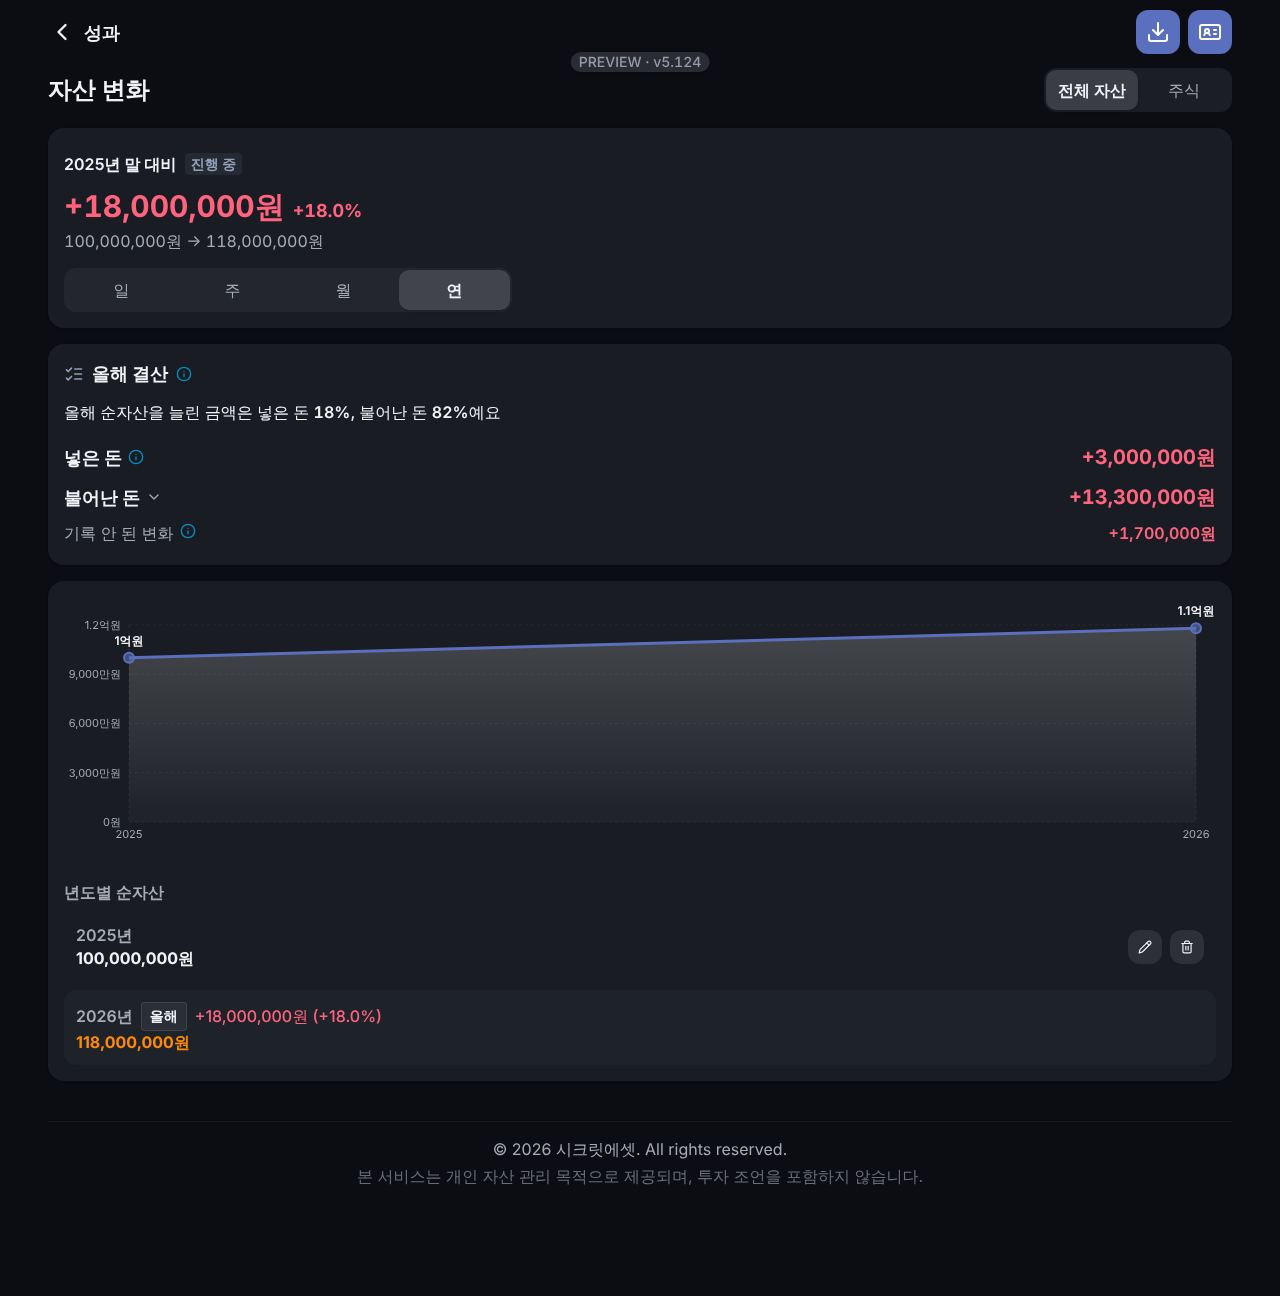 성과
PREVIEW · v5.124
자산 변화
전체 자산 주식
2025년 말 대비 진행 중
+18,000,000원 +18.0%
100,000,000원 → 118,000,000원
일 주 월 연
올해 결산
올해 순자산을 늘린 금액은 넣은 돈 18%, 불어난 돈 82%예요
넣은 돈 +3,000,000원
불어난 돈 +13,300,000원
기록 안 된 변화 +1,700,000원
1.1억원
1.2억원
1억원
9,000만원
6,000만원
3,000만원
0원
2025 2026
년도별 순자산
2025년
100,000,000원
2026년 올해 +18,000,000원 (+18.0%)
118,000,000원
© 2026 시크릿에셋. All rights reserved.
본 서비스는 개인 자산 관리 목적으로 제공되며, 투자 조언을 포함하지 않습니다.